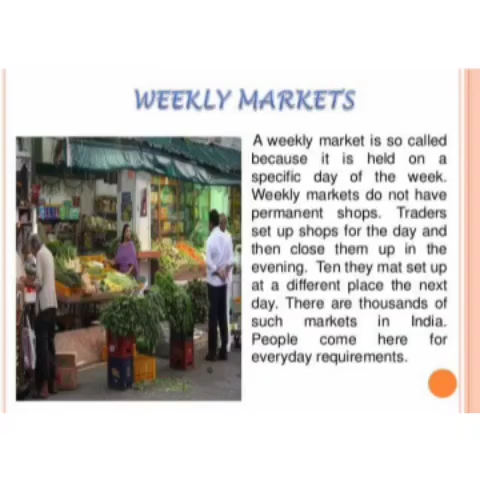 WEEKLY MARKETS
A weekly market is so called
because it is held on a
specific day of the week.
Weekly markets do not have
permanent shops. Traders
set up shops for the day and
then close them up in the
evening. Ten they mat set up
at a different place the next
day. There are thousands of
such markets in India.
People come here for
everyday requirements.